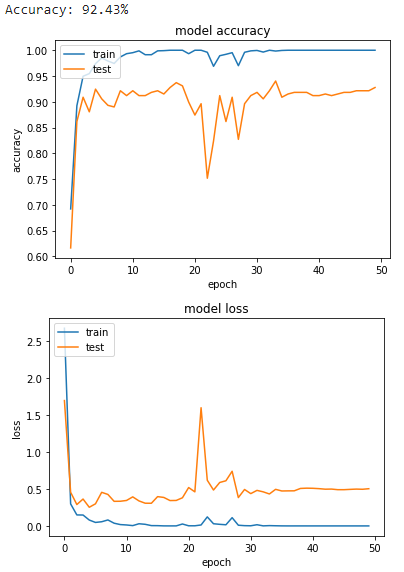 Accuracy: 92.43%
model accuracy
1.00
0.95
0.90
0.85
0.80
0.75
0.70
0.65
0.60
accuracy
train
test
0 10 20 30 40 50
epoch
model loss
2.5
2.0
1.5
1.0
0.5
0.0
loss
train
test
0 10 20 30 40 50
epoch